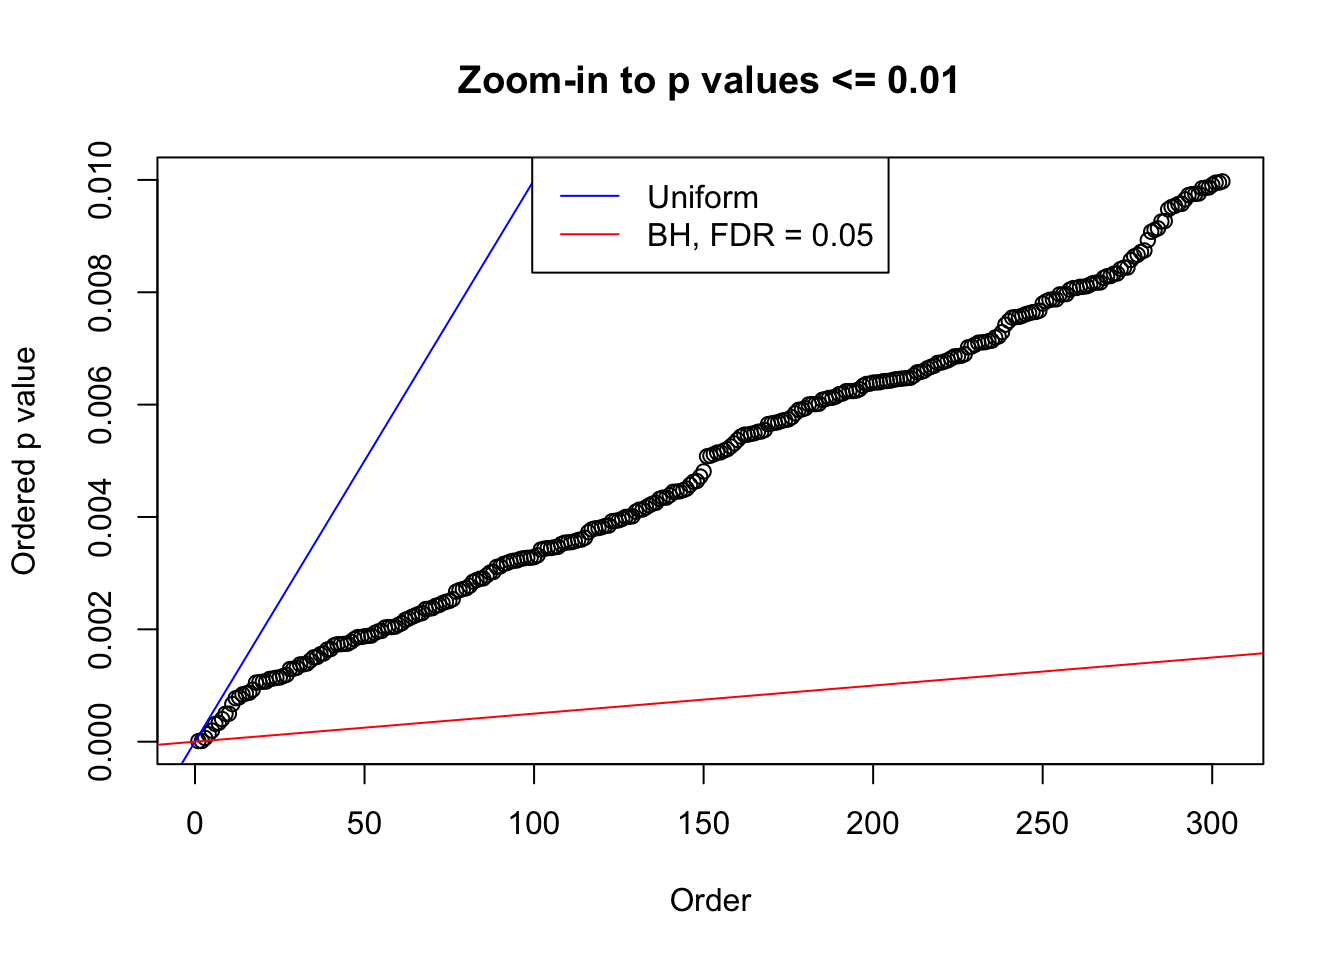 Zoom-in to p values <= 0.01
Uniform
BH, FDR = 0.05
Ordered p value
0.010
0.008
0.006
0.004
0.002
0.000
0 50 100 150 200 250 300
Order